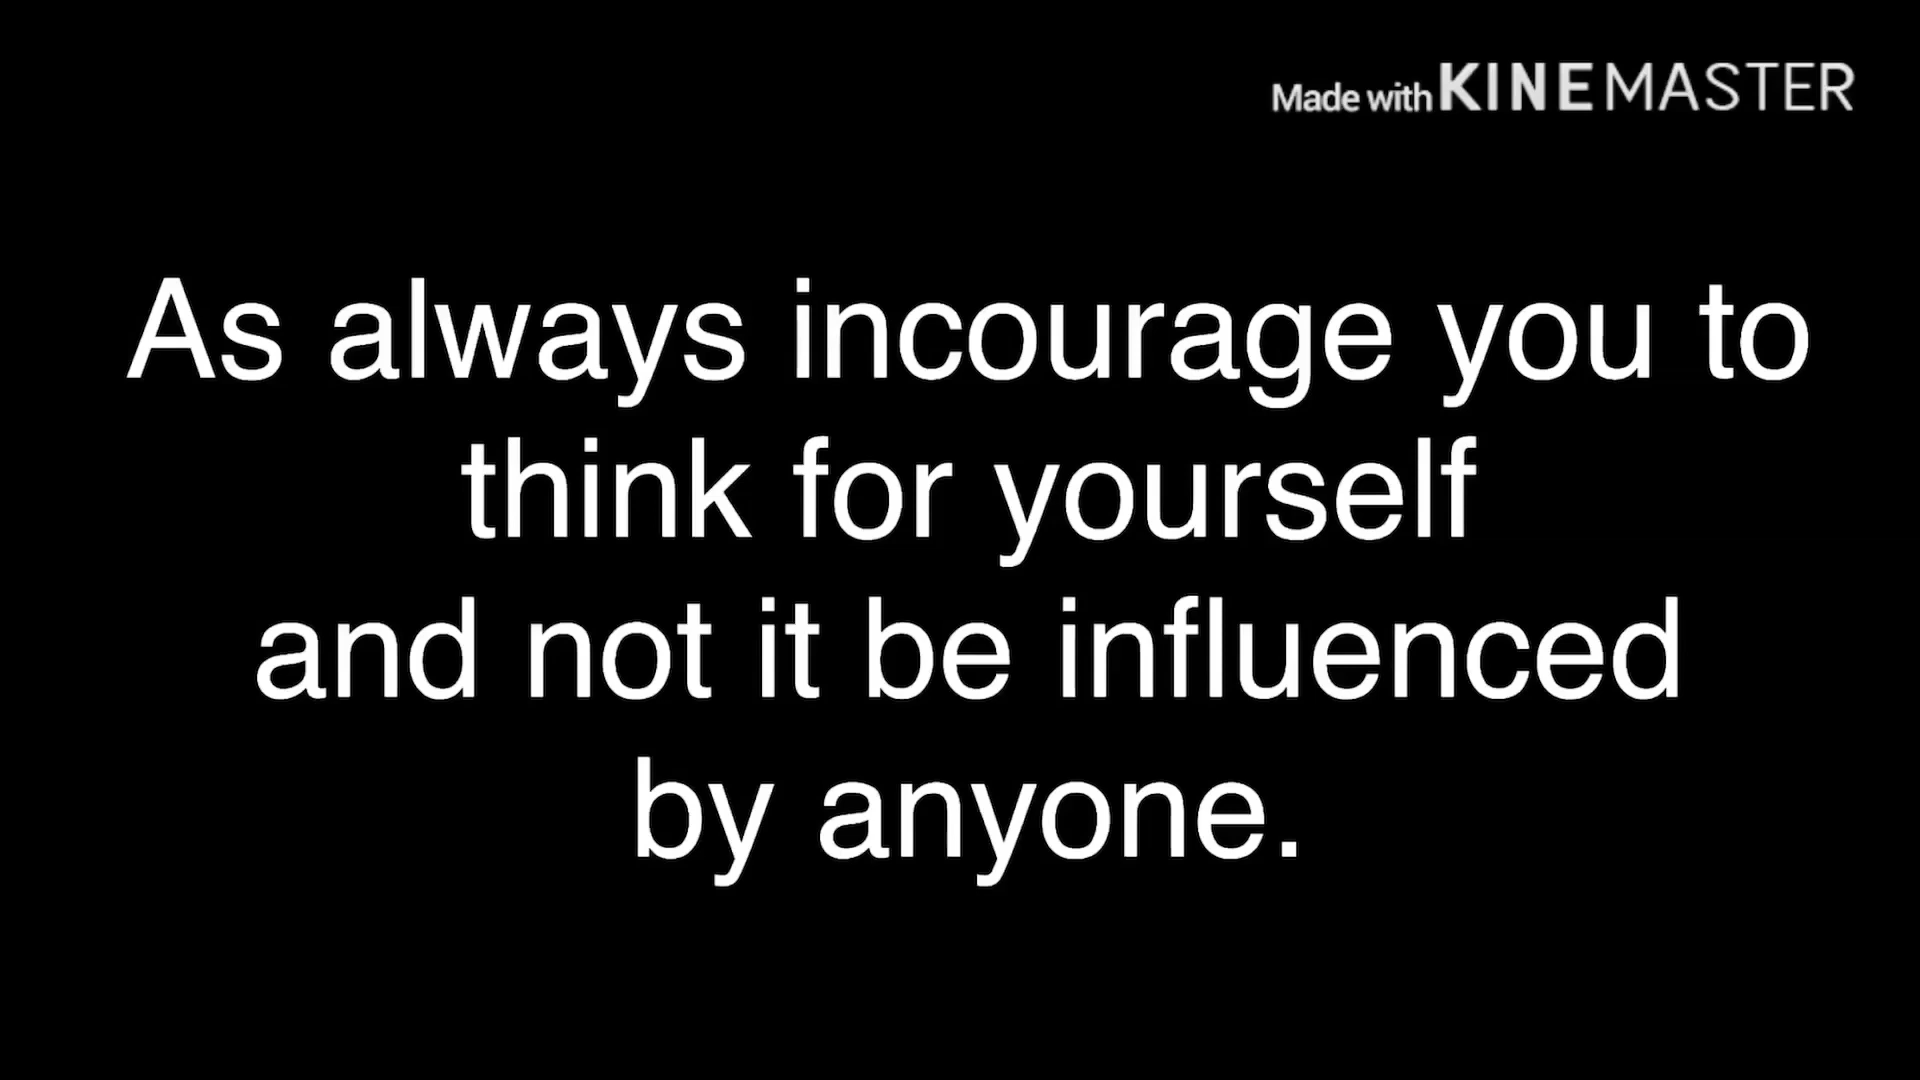 Made with KINEMASTER
As always incourage you to
think for yourself
and not it be influenced
by anyone.